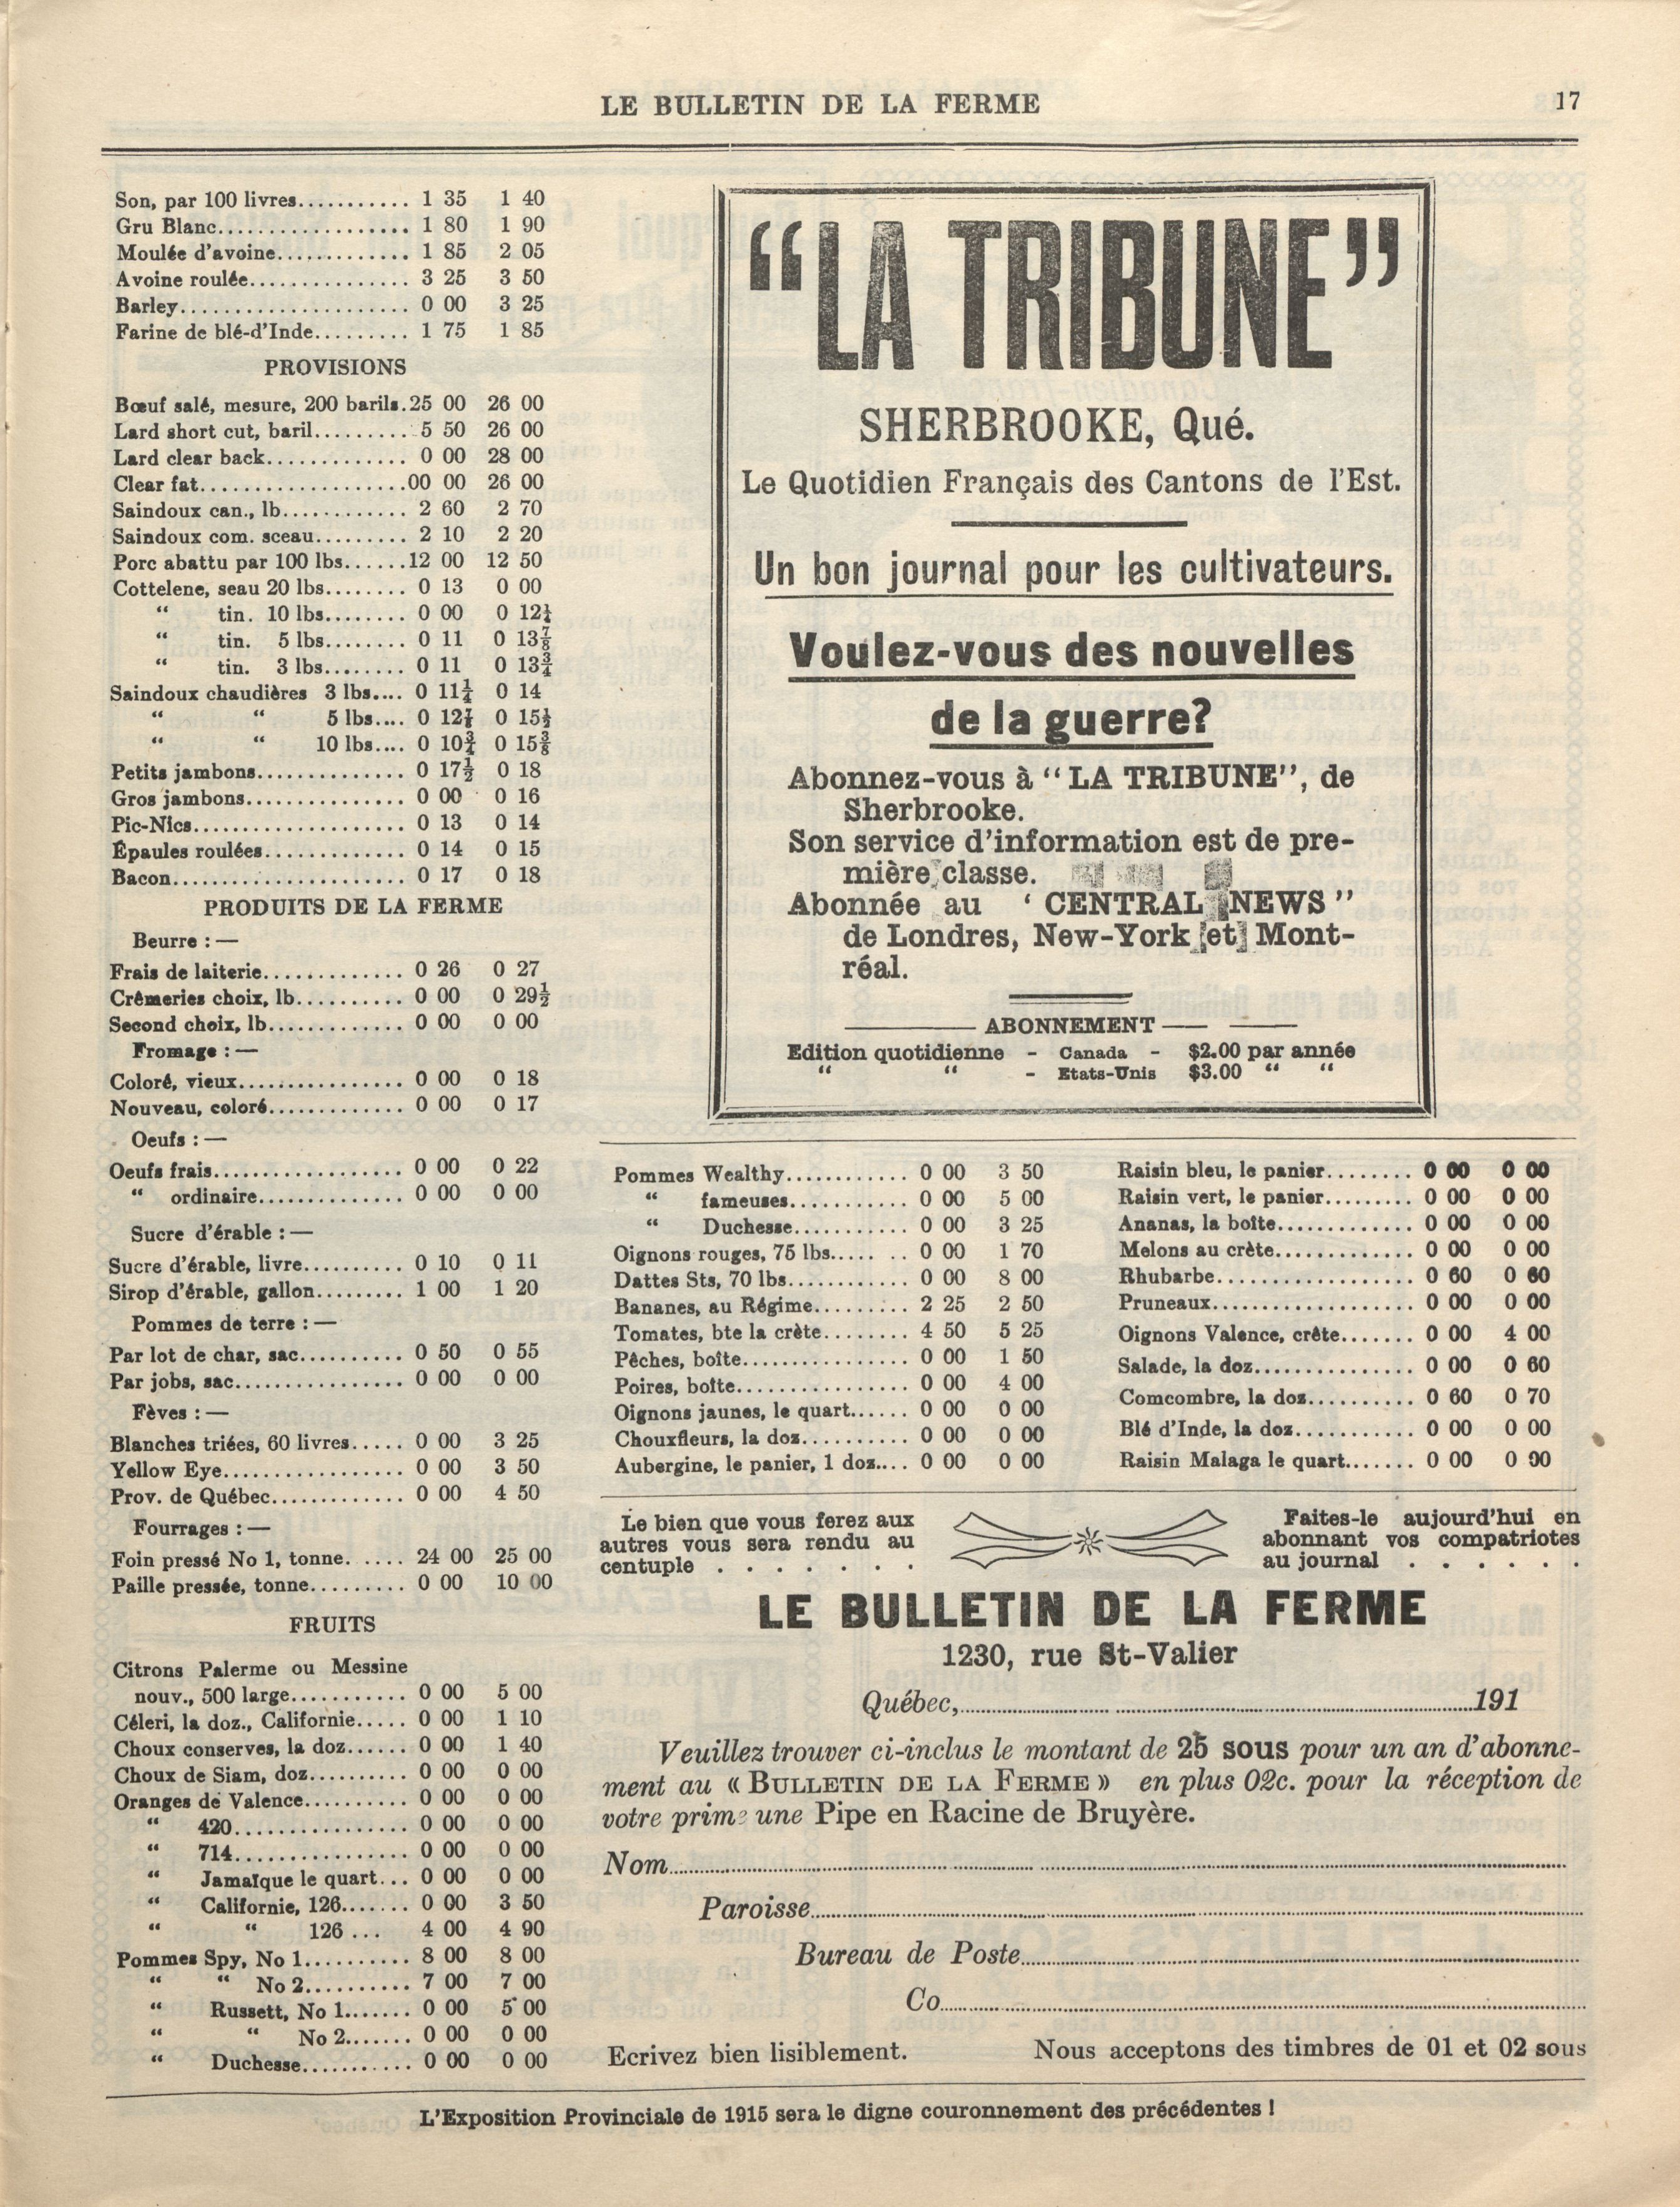 LE BULLETIN DE LA FERME 17
Son, par 100 livres........... 1 35 1 40
Gru Blanc.................. 1 80 1 90
Moulée d'avoine............. 1 85 2 05
Avoine roulée............... 3 25 3 50
Barley...................... 0 00 3 25
Farine de blé-d'Inde......... 1 75 1 85
PROVISIONS
Bœuf salé, mesure, 200 barils. 25 00 26 00
Lard short cut, baril......... 5 50 26 00
Lard clear back............. 0 00 28 00
Clear fat................... 00 00 26 00
Saindoux can., lb............ 2 60 2 70
Saindoux com. sceau......... 2 10 2 20
Porc abattu par 100 lbs...... 12 00 12 50
Cottelene, seau 20 lbs........ 0 13 0 00
“ tin. 10 lbs........ 0 00 0 12¼
“ tin. 5 lbs........ 0 11 0 13⅞
“ tin. 3 lbs........ 0 11 0 13¾
Saindoux chaudières 3 lbs.... 0 11¼ 0 14
“ “ 5 lbs.... 0 12⅞ 0 15½
“ “ 10 lbs.... 0 10¾ 0 15⅜
Petits jambons.............. 0 17½ 0 18
Gros jambons............... 0 00 0 16
Pic-Nics.................... 0 13 0 14
Épaules roulées............. 0 14 0 15
Bacon...................... 0 17 0 18
PRODUITS DE LA FERME
Beurre : —
Frais de laiterie............. 0 26 0 27
Crêmeries choix, lb.......... 0 00 0 29½
Second choix, lb............. 0 00 0 00
Fromage : —
Coloré, vieux................ 0 00 0 18
Nouveau, coloré............. 0 00 0 17
Oeufs : —
Oeufs frais.................. 0 00 0 22
“ ordinaire.............. 0 00 0 00
Sucre d'érable : —
Sucre d'érable, livre.......... 0 10 0 11
Sirop d'érable, gallon......... 1 00 1 20
Pommes de terre : —
Par lot de char, sac.......... 0 50 0 55
Par jobs, sac................ 0 00 0 00
Fèves : —
Blanches triées, 60 livres..... 0 00 3 25
Yellow Eye.................. 0 00 3 50
Prov. de Québec............. 0 00 4 50
Fourrages : —
Foin pressé No 1, tonne. ..... 24 00 25 00
Paille pressée, tonne......... 0 00 10 00
FRUITS
Citrons Palerme ou Messine
nouv., 500 large........... 0 00 5 00
Céleri, la doz., Californie..... 0 00 1 10
Choux conserves, la doz...... 0 00 1 40
Choux de Siam, doz.......... 0 00 0 00
Oranges de Valence.......... 0 00 0 00
“ 420................ 0 00 0 00
“ 714................ 0 00 0 00
“ Jamaïque le quart... 0 00 0 00
“ Californie, 126....... 0 00 3 50
“ “ 126 ... 4 00 4 90
Pommes Spy, No 1.......... 8 00 8 00
“ “ No 2.......... 7 00 7 00
“ Russett, No 1....... 0 00 5 00
“ “ No 2....... 0 00 0 00
“ Duchesse........... 0 00 0 00
“LA TRIBUNE”
SHERBROOKE, Qué.
Le Quotidien Français des Cantons de l'Est.
Un bon journal pour les cultivateurs.
Voulez-vous des nouvelles
de la guerre?
Abonnez-vous à “LA TRIBUNE”, de
Sherbrooke.
Son service d'information est de pre-
mière classe.
Abonnée au ‘ CENTRAL NEWS ”
de Londres, New-York et Mont-
réal.
ABONNEMENT
Edition quotidienne - Canada - $2.00 par année
“ “ - Etats-Unis $3.00 “ “
Pommes Wealthy............ 0 00 3 50
“ fameuses........... 0 00 5 00
“ Duchesse........... 0 00 3 25
Oignons rouges, 75 lbs..... .. 0 00 1 70
Dattes Sts, 70 lbs............ 0 00 8 00
Bananes, au Régime......... 2 25 2 50
Tomates, bte la crète........ 4 50 5 25
Pêches, boîte................ 0 00 1 50
Poires, boîte................. 0 00 4 00
Oignons jaunes, le quart...... 0 00 0 00
Chouxfleurs, la doz.......... 0 00 0 00
Aubergine, le panier, 1 doz.... 0 00 0 00
Raisin bleu, le panier........ 0 00 0 00
Raisin vert, le panier......... 0 00 0 00
Ananas, la boîte............. 0 00 0 00
Melons au crète............. 0 00 0 00
Rhubarbe................... 0 60 0 60
Pruneaux................... 0 00 0 00
Oignons Valence, crête....... 0 00 4 00
Salade, la doz............... 0 00 0 60
Comcombre, la doz.......... 0 60 0 70
Blé d'Inde, la doz........... 0 00 0 00
Raisin Malaga le quart....... 0 00 0 00
Le bien que vous ferez aux
autres vous sera rendu au
centuple . . . . . . .
Faites-le aujourd'hui en
abonnant vos compatriotes
au journal . . . . . .
LE BULLETIN DE LA FERME
1230, rue St-Valier
Québec,........................................191
Veuillez trouver ci-inclus le montant de 25 sous pour un an d'abonne-
ment au « BULLETIN DE LA FERME » en plus 02c. pour la réception de
votre prime une Pipe en Racine de Bruyère.
Nom........................................
Paroisse........................................
Bureau de Poste........................................
Co........................................
Ecrivez bien lisiblement. Nous acceptons des timbres de 01 et 02 sous
L'Exposition Provinciale de 1915 sera le digne couronnement des précédentes !